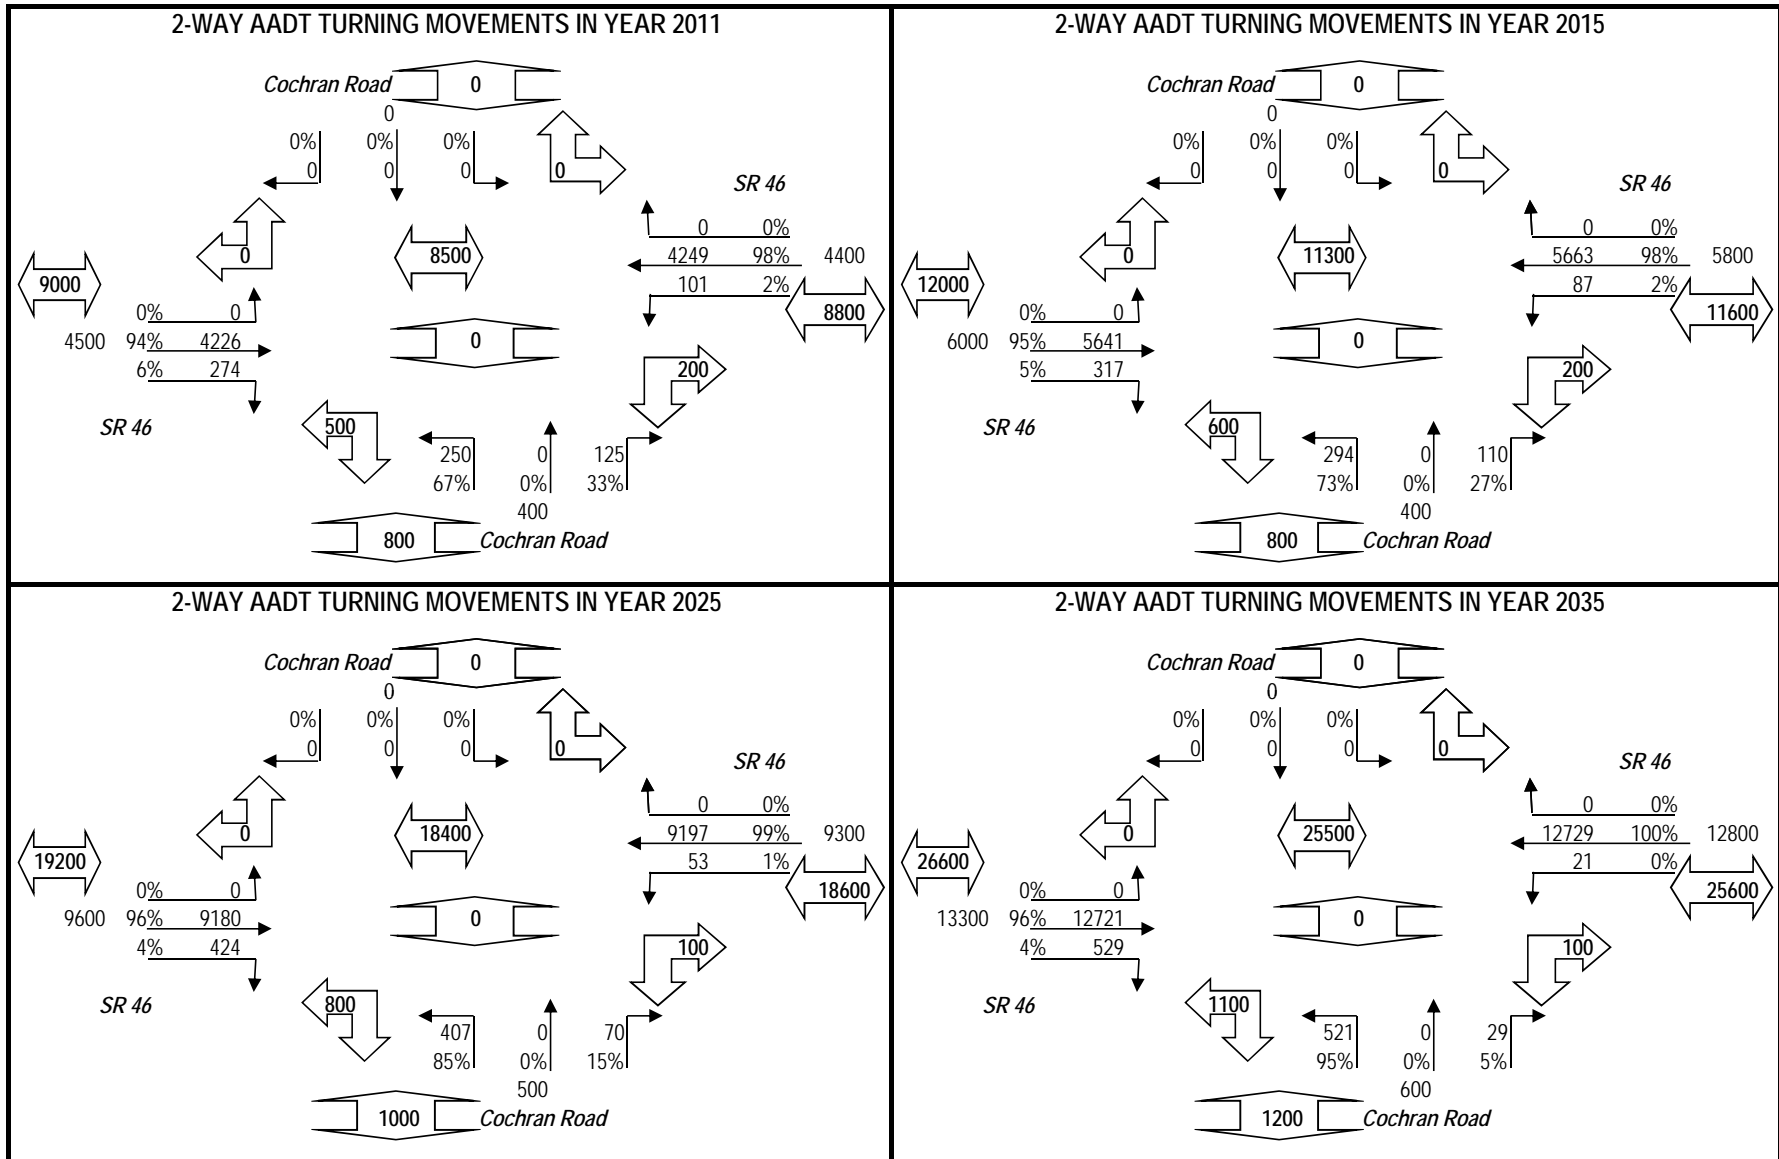 2-WAY AADT TURNING MOVEMENTS IN YEAR 2011
Cochran Road 0
0
0% 0% 0%
0 0 0 0
SR 46
0 0%
0 8500 4249 98% 4400
9000 101 2%
0% 0 8800
4500 94% 4226 0
6% 274 200
SR 46 500
250 0 125
67% 0% 33%
400
800 Cochran Road
2-WAY AADT TURNING MOVEMENTS IN YEAR 2015
Cochran Road 0
0
0% 0% 0%
0 0 0 0
SR 46
0 0%
0 11300 5663 98% 5800
12000 87 2%
0% 0 11600
6000 95% 5641 0
5% 317 200
SR 46 600
294 0 110
73% 0% 27%
400
800 Cochran Road
2-WAY AADT TURNING MOVEMENTS IN YEAR 2025
Cochran Road 0
0
0% 0% 0%
0 0 0 0
SR 46
0 0%
0 18400 9197 99% 9300
19200 53 1%
0% 0 18600
9600 96% 9180 0
4% 424 100
SR 46 800
407 0 70
85% 0% 15%
500
1000 Cochran Road
2-WAY AADT TURNING MOVEMENTS IN YEAR 2035
Cochran Road 0
0
0% 0% 0%
0 0 0 0
SR 46
0 0%
0 25500 12729 100% 12800
26600 21 0%
0% 0 25600
13300 96% 12721 0
4% 529 100
SR 46 1100
521 0 29
95% 0% 5%
600
1200 Cochran Road